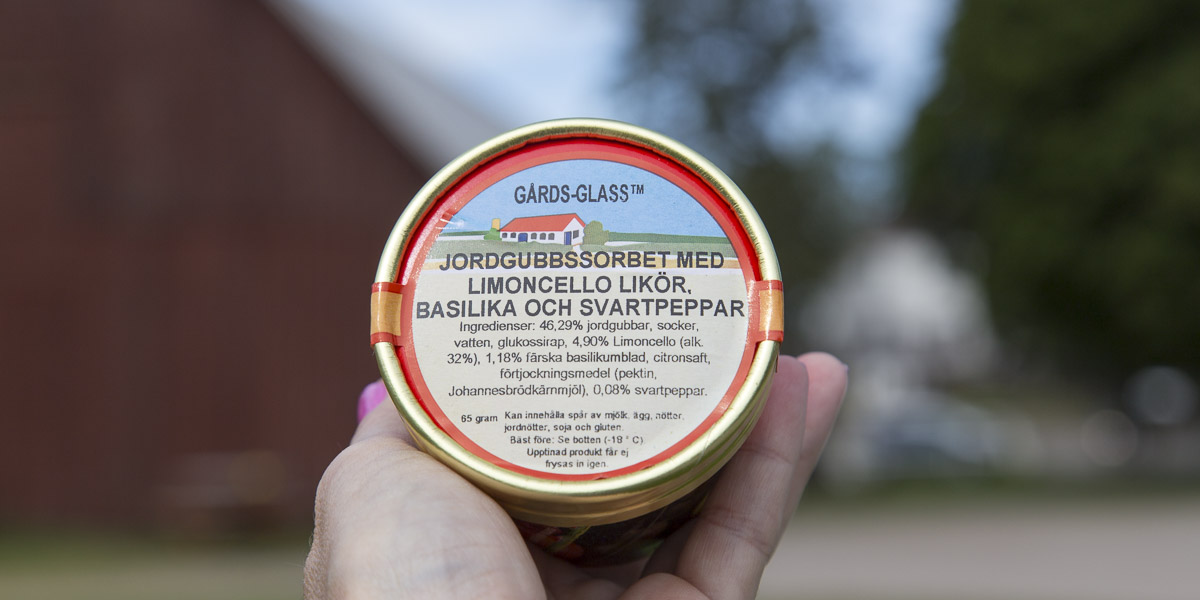 GÅRDS-GLASS™
JORDGUBBSSORBET MED
LIMONCELLO LIKÖR,
BASILIKA OCH SVARTPEPPAR
Ingredienser: 46,29% jordgubbar, socker,
vatten, glukossirap, 4,90% Limoncello (alk.
32%), 1,18% färska basilikumblad, citronsaft,
förtjockningsmedel (pektin,
Johannesbrödkärnmjöl), 0,08% svartpeppar.
65 gram Kan innehålla spår av mjölk, ägg, nötter,
jordnötter, soja och gluten.
Bäst före: Se botten (-18 ° C)
Upptinad produkt får ej
frysas in igen.